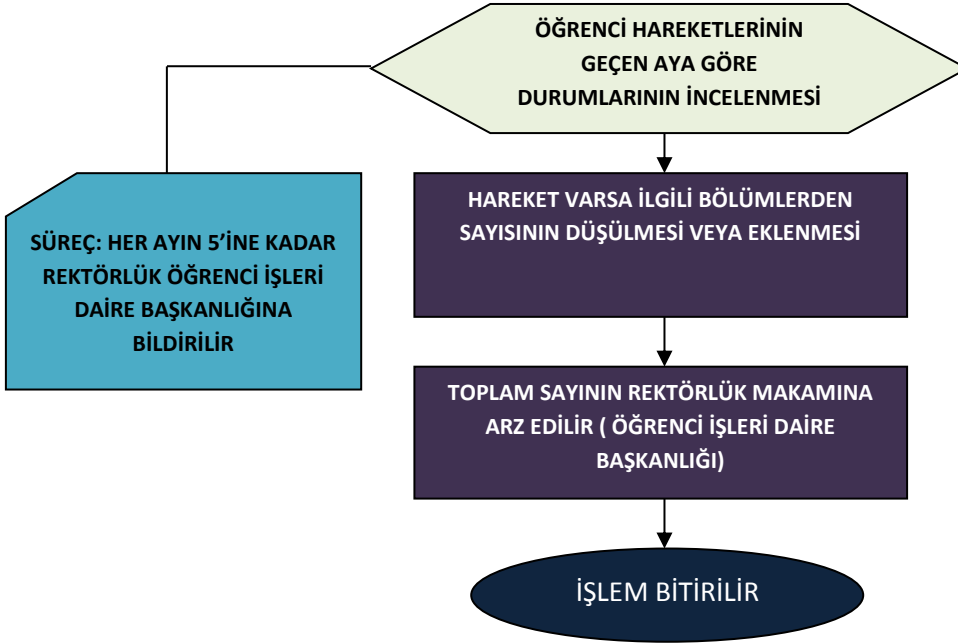 ÖĞRENCİ HAREKETLERİNİN
GEÇEN AYA GÖRE
DURUMLARININ İNCELENMESİ
SÜREÇ: HER AYIN 5’İNE KADAR
REKTÖRLÜK ÖĞRENCİ İŞLERİ
DAİRE BAŞKANLIĞINA
BİLDİRİLİR
HAREKET VARSA İLGİLİ BÖLÜMLERDEN
SAYISININ DÜŞÜLMESİ VEYA EKLENMESİ
TOPLAM SAYININ REKTÖRLÜK MAKAMINA
ARZ EDİLİR ( ÖĞRENCİ İŞLERİ DAİRE
BAŞKANLIĞI)
İŞLEM BİTİRİLİR